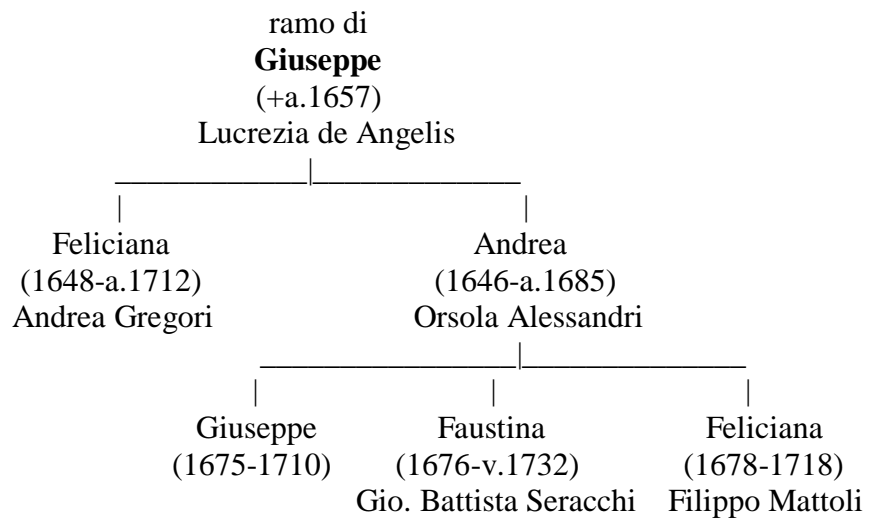 ramo di
Giuseppe
(+a.1657)
Lucrezia de Angelis
Feliciana Andrea
(1648-a.1712) (1646-a.1685)
Andrea Gregori Orsola Alessandri
Giuseppe Faustina Feliciana
(1675-1710) (1676-v.1732) (1678-1718)
Gio. Battista Seracchi Filippo Mattoli